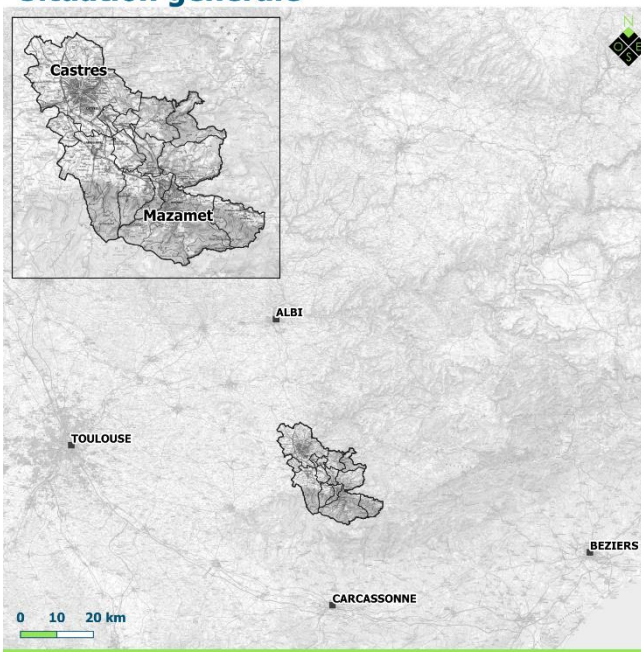 Situation générale
N
O E
S
Castres
Mazamet
ALBI
TOULOUSE
BEZIERS
CARCASSONNE
0 10 20 km